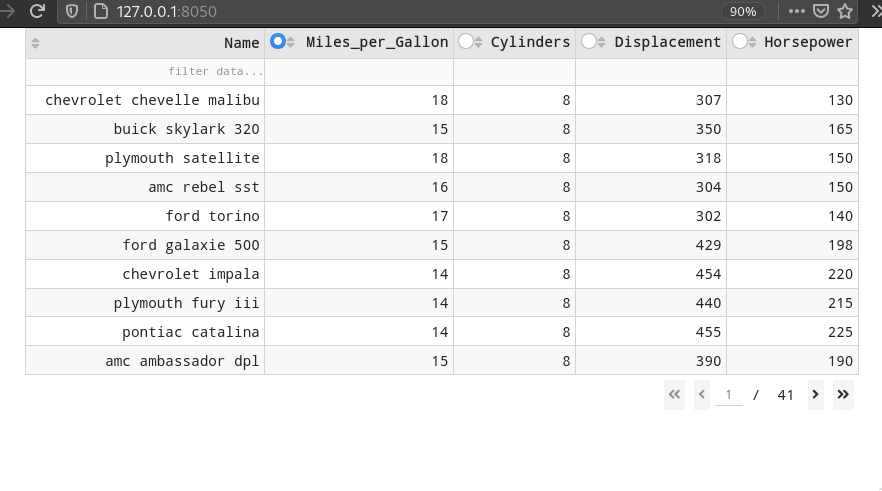 127.0.0.1:8050 90%
Name Miles_per_Gallon Cylinders Displacement Horsepower
filter data...
chevrolet chevelle malibu 18 8 307 130
buick skylark 320 15 8 350 165
plymouth satellite 18 8 318 150
amc rebel sst 16 8 304 150
ford torino 17 8 302 140
ford galaxie 500 15 8 429 198
chevrolet impala 14 8 454 220
plymouth fury iii 14 8 440 215
pontiac catalina 14 8 455 225
amc ambassador dpl 15 8 390 190
1 / 41